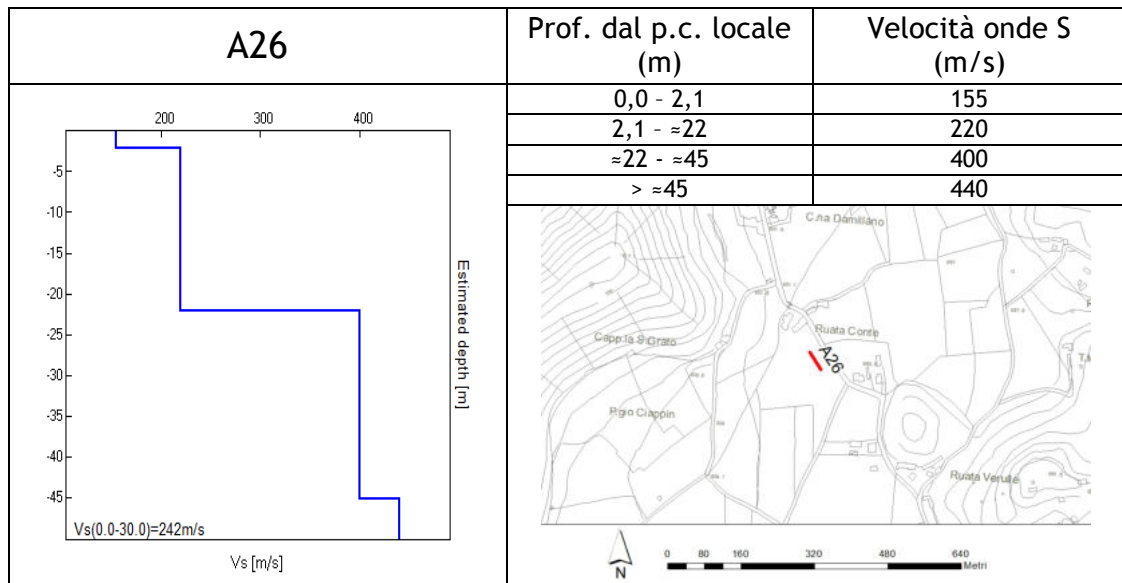 A26
Prof. dal p.c. locale
(m)
Velocità onde S
(m/s)
0,0 – 2,1
155
2,1 – ≈22
220
≈22 - ≈45
400
> ≈45
440
200
300
400
-5
-10
-15
-20
-25
-30
-35
-40
-45
Estimated depth [m]
Vs(0.0-30.0)=242m/s
Vs [m/s]
C.na Damillano
Ruata Conte
Capp.la S.Grato
A26
P.gio Ciappin
Ruata Verulfe
N
0 80 160 320 480 640
Metri